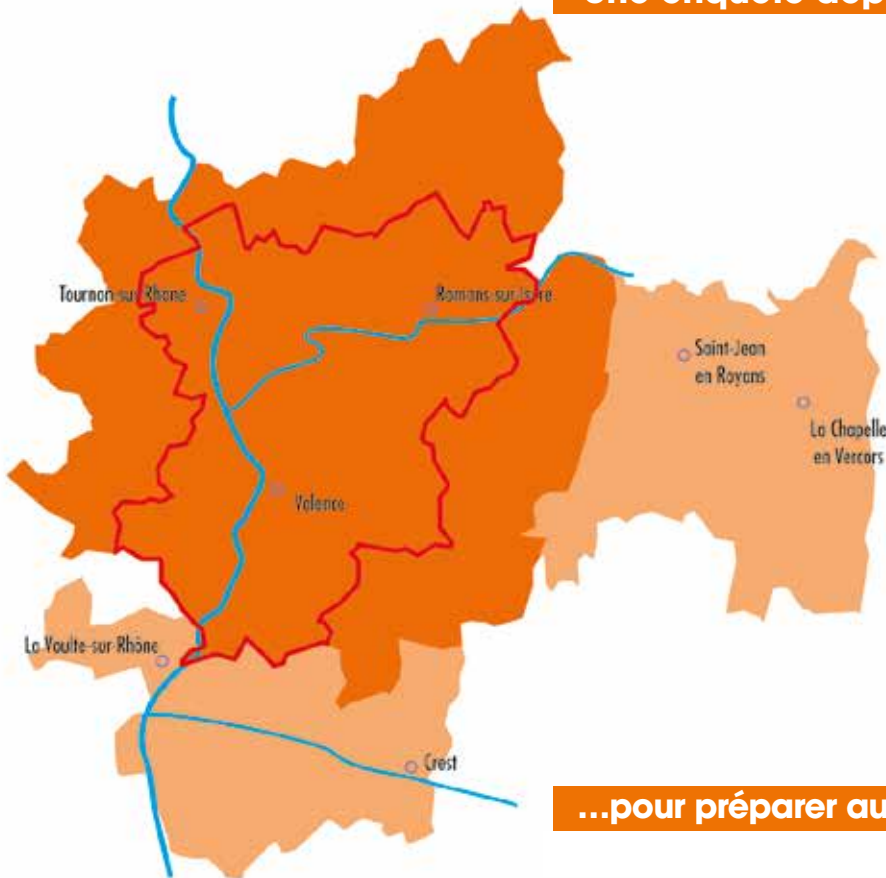 Tournon-sur-Rhone
Romans-sur-Isère
Saint-Jean
en Royans
La Chapelle
en Vercors
Valence
La Voulte-sur-Rhône
Crest
...pour préparer au